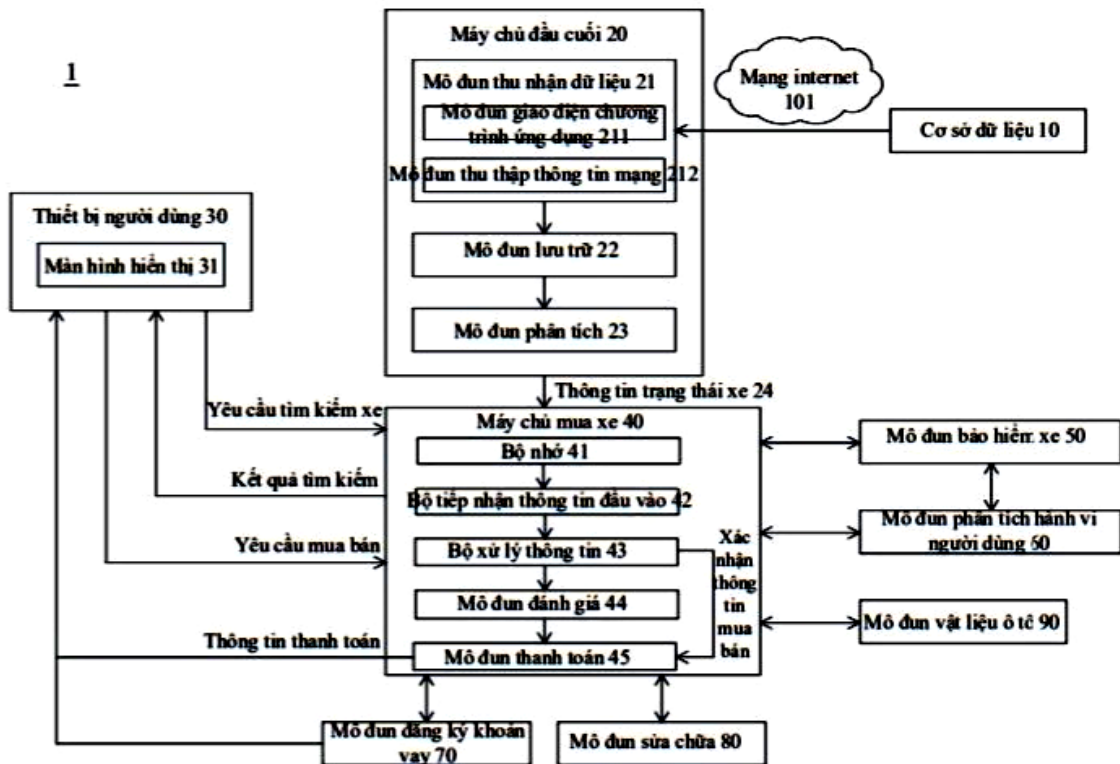 1
Máy chủ đầu cuối 20
Mô đun thu nhận dữ liệu 21
Mô đun giao diện chương
trình ứng dụng 211
Mô đun thu thập thông tin mạng 212
Mô đun lưu trữ 22
Mô đun phân tích 23
Mạng internet
101
Cơ sở dữ liệu 10
Thiết bị người dùng 30
Màn hình hiển thị 31
Thông tin trạng thái xe 24
Yêu cầu tìm kiếm xe
Kết quả tìm kiếm
Yêu cầu mua bán
Thông tin thanh toán
Máy chủ mua xe 40
Bộ nhớ 41
Bộ tiếp nhận thông tin đầu vào 42
Bộ xử lý thông tin 43
Mô đun đánh giá 44
Mô đun thanh toán 45
Xác
nhận
thông
tin
mua
bán
Mô đun bảo hiểm xe 50
Mô đun phân tích hành vi
người dùng 60
Mô đun vật liệu ô tô 90
Mô đun đăng ký khoản
vay 70
Mô đun sửa chữa 80